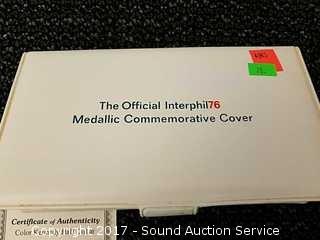 The Official Interphil76
Medallic Commemorative Cover
Certificate of Authenticity
Copyright 2017 - Sound Auction Service